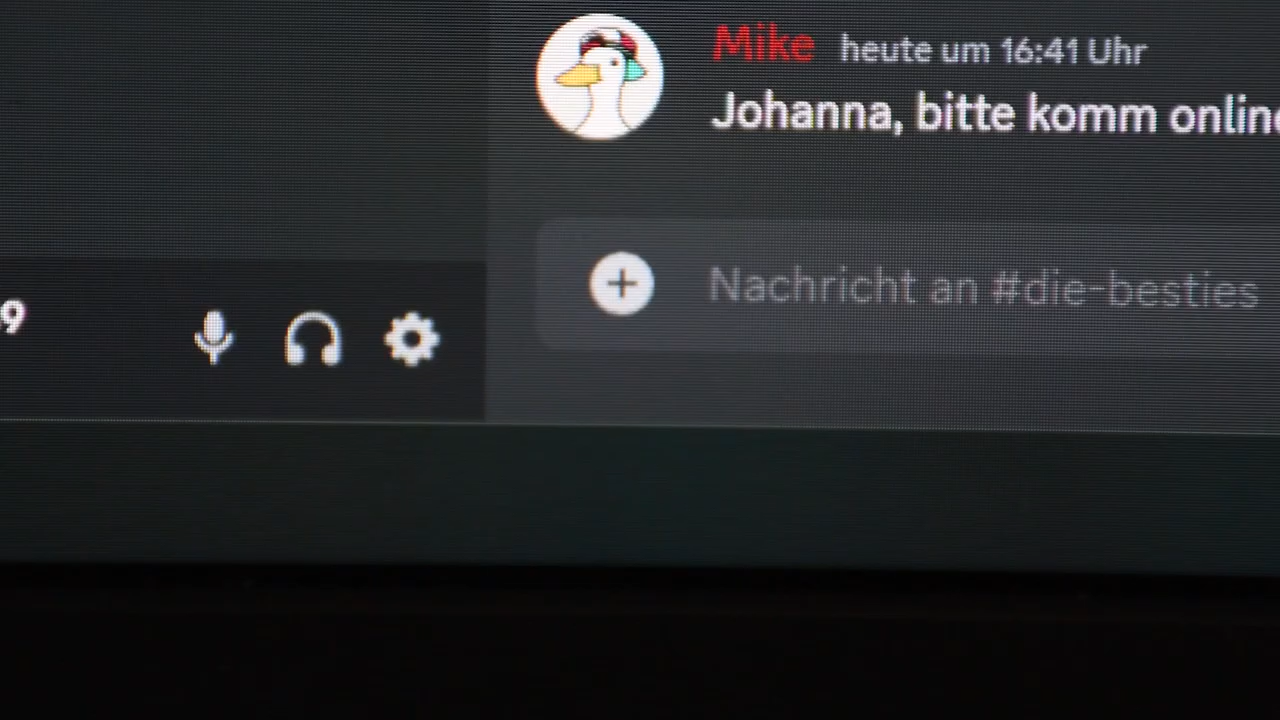 Mike heute um 16:41 Uhr
Johanna, bitte komm online
Nachricht an #die-besties
9